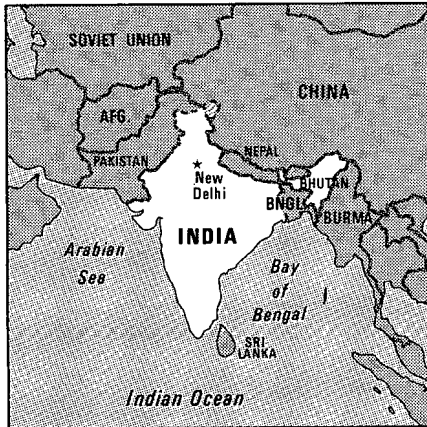 SOVIET UNION
CHINA
AFG.
PAKISTAN
NEPAL
New
Delhi
BHUTAN
BNGL.
BURMA
INDIA
Arabian
Sea
Bay
of
Bengal
SRI
LANKA
Indian Ocean